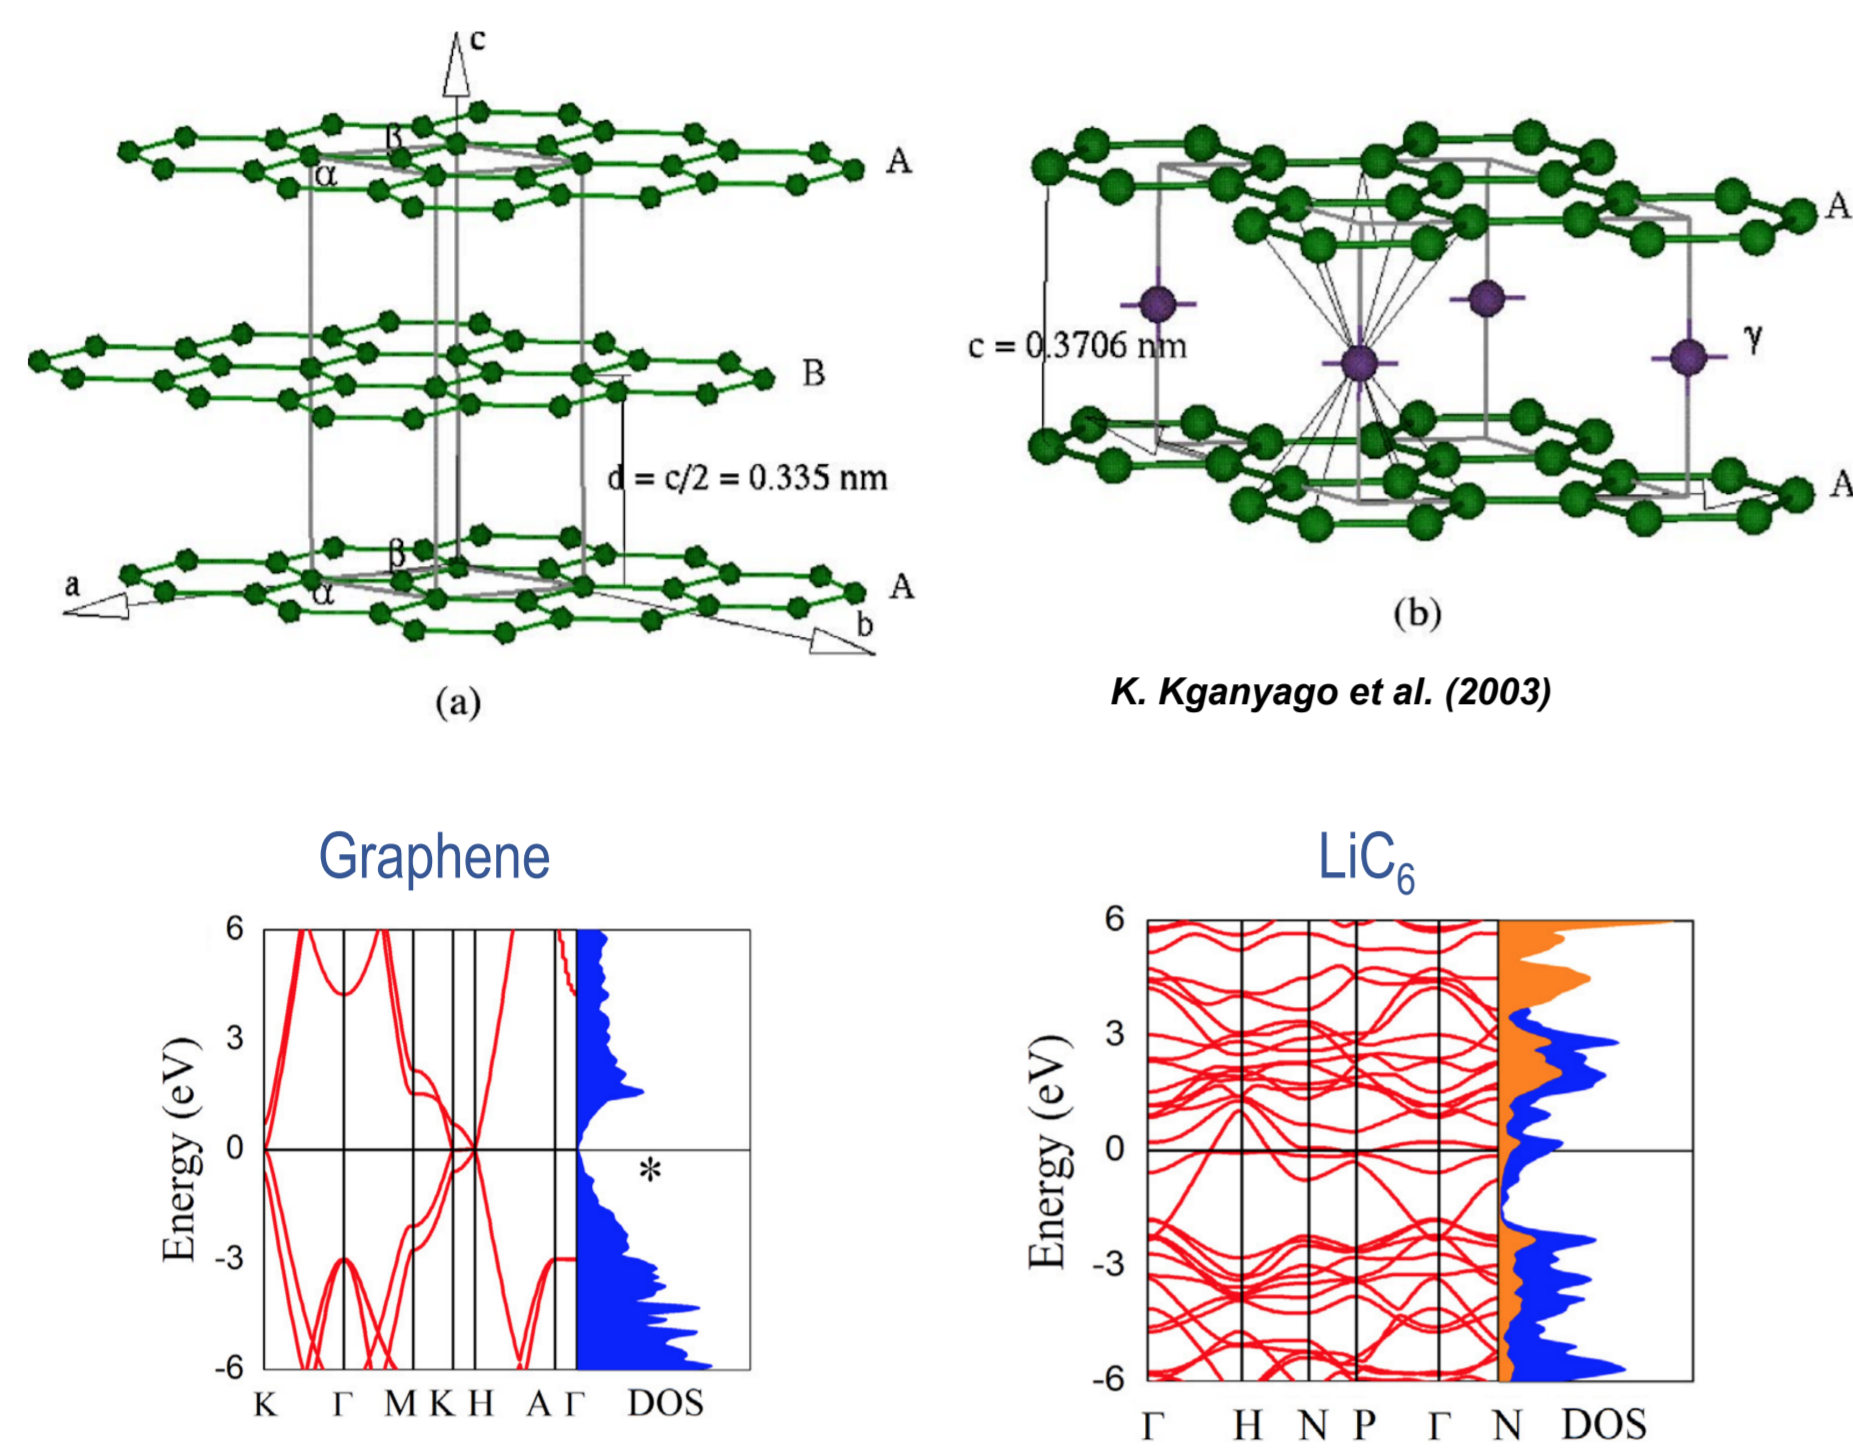 c
β
α
A
B
d = c/2 = 0.335 nm
β
α
a
A
b
(a)
A
c = 0.3706 nm
γ
A
(b)
K. Kganyago et al. (2003)
Graphene
6
3
0
-3
-6
Energy (eV)
*
K Γ M K H A Γ DOS
LiC₆
6
3
0
-3
-6
Energy (eV)
Γ H N P Γ N DOS